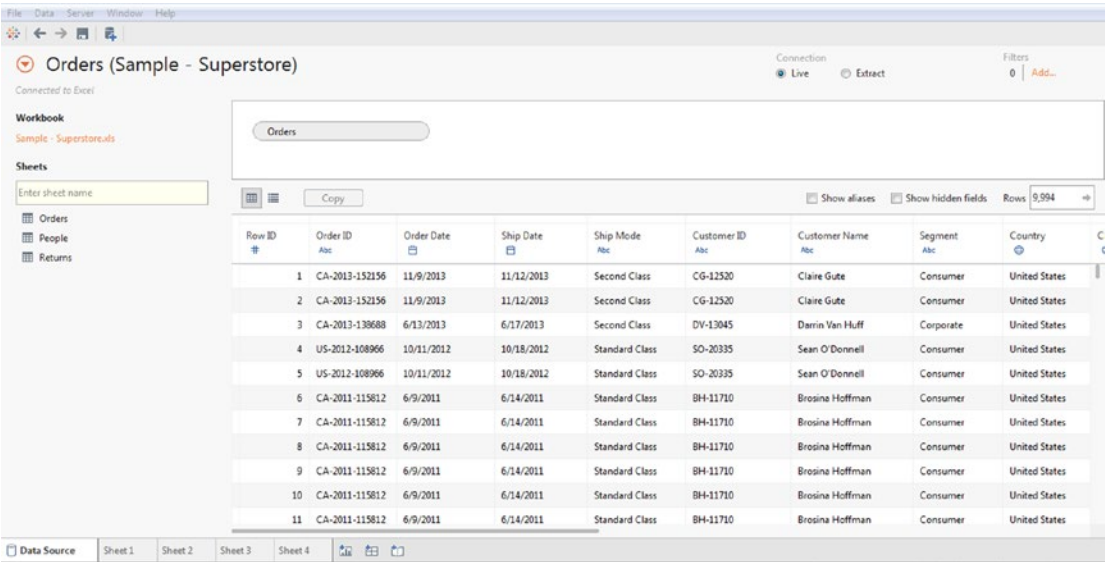 File Data Server Window Help
Orders (Sample - Superstore)
Connected to Excel
Connection
Live Extract
Filters
0 Add...
Workbook
Sample - Superstore.xls
Sheets
Enter sheet name
Orders
People
Returns
Orders
Copy Show aliases Show hidden fields Rows 9,994
Row ID Order ID Order Date Ship Date Ship Mode Customer ID Customer Name Segment Country C
# Abc Abc Abc Abc Abc
1 CA-2013-152156 11/9/2013 11/12/2013 Second Class CG-12520 Claire Gute Consumer United States
2 CA-2013-152156 11/9/2013 11/12/2013 Second Class CG-12520 Claire Gute Consumer United States
3 CA-2013-138688 6/13/2013 6/17/2013 Second Class DV-13045 Darrin Van Huff Corporate United States
4 US-2012-108966 10/11/2012 10/18/2012 Standard Class SO-20335 Sean O'Donnell Consumer United States
5 US-2012-108966 10/11/2012 10/18/2012 Standard Class SO-20335 Sean O'Donnell Consumer United States
6 CA-2011-115812 6/9/2011 6/14/2011 Standard Class BH-11710 Brosina Hoffman Consumer United States
7 CA-2011-115812 6/9/2011 6/14/2011 Standard Class BH-11710 Brosina Hoffman Consumer United States
8 CA-2011-115812 6/9/2011 6/14/2011 Standard Class BH-11710 Brosina Hoffman Consumer United States
9 CA-2011-115812 6/9/2011 6/14/2011 Standard Class BH-11710 Brosina Hoffman Consumer United States
10 CA-2011-115812 6/9/2011 6/14/2011 Standard Class BH-11710 Brosina Hoffman Consumer United States
11 CA-2011-115812 6/9/2011 6/14/2011 Standard Class BH-11710 Brosina Hoffman Consumer United States
Data Source Sheet 1 Sheet 2 Sheet 3 Sheet 4